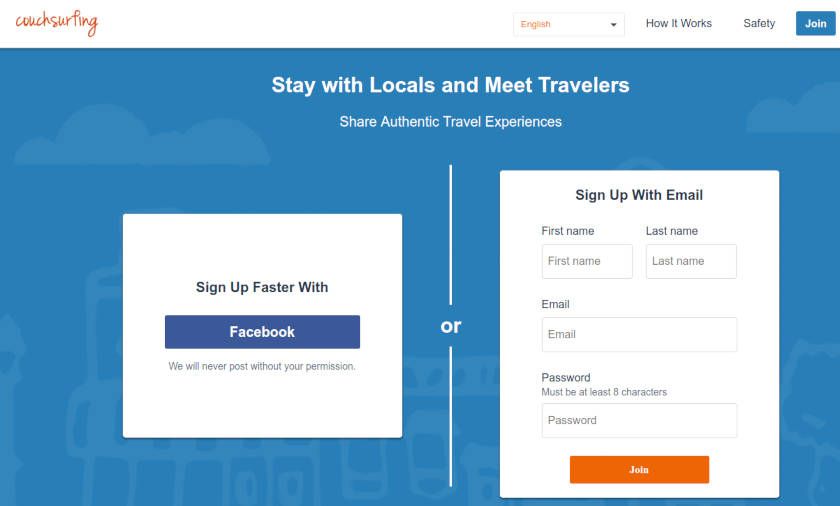 couchsurfing
English
How It Works
Safety
Join
Stay with Locals and Meet Travelers
Share Authentic Travel Experiences
Sign Up Faster With
Facebook
We will never post without your permission.
or
Sign Up With Email
First name
Last name
First name
Last name
Email
Email
Password
Must be at least 8 characters
Password
Join